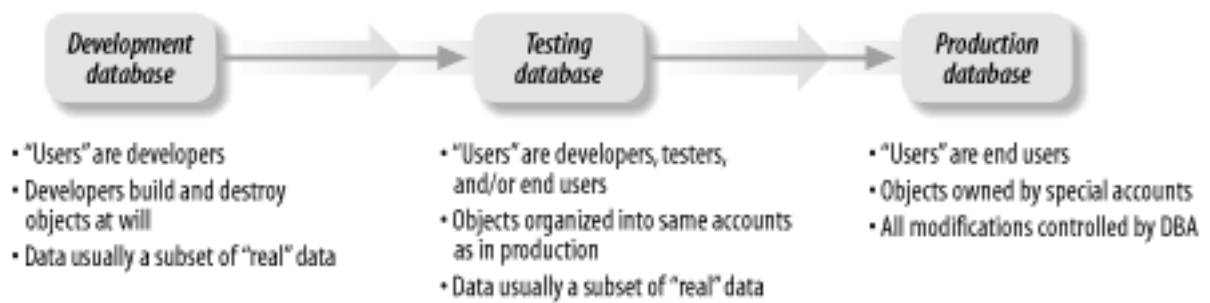 Development
database
Testing
database
Production
database
• "Users" are developers
• Developers build and destroy
objects at will
• Data usually a subset of "real" data
• "Users" are developers, testers,
and/or end users
• Objects organized into same accounts
as in production
• Data usually a subset of "real" data
• "Users" are end users
• Objects owned by special accounts
• All modifications controlled by DBA